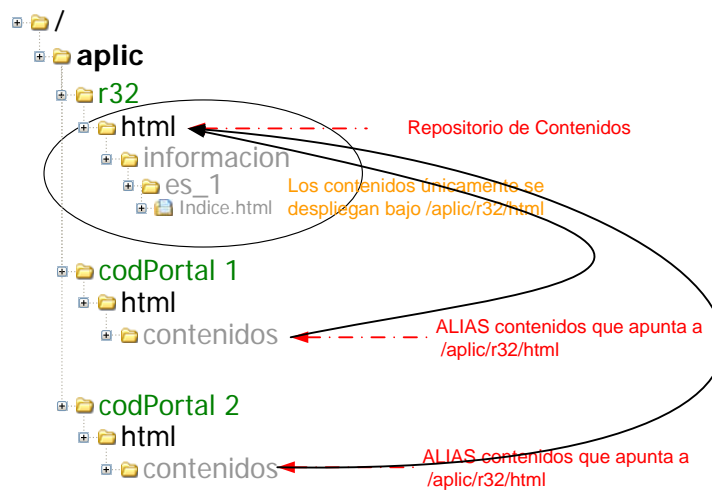 /
aplic
r32
html
Repositorio de Contenidos
informacion
es_1
Indice.html
Los contenidos únicamente se
despliegan bajo /aplic/r32/html
codPortal 1
html
contenidos
ALIAS contenidos que apunta a
/aplic/r32/html
codPortal 2
html
contenidos
ALIAS contenidos que apunta a
/aplic/r32/html